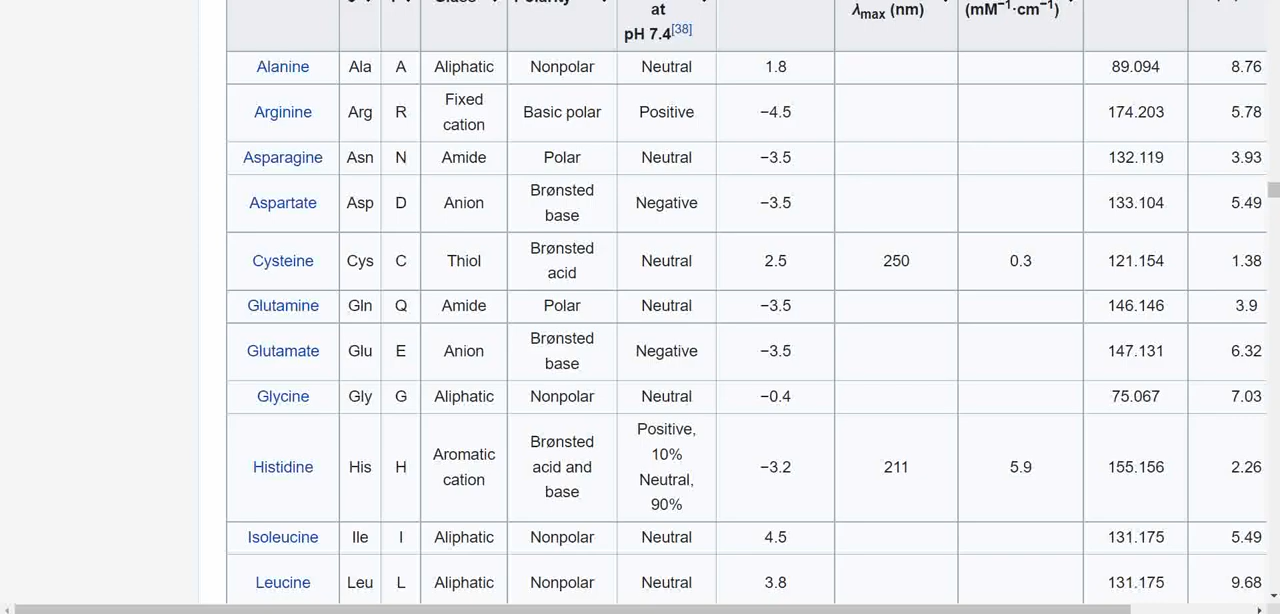 at
pH 7.4[38]
λmax (nm)
(mM−1·cm−1)
Alanine Ala A Aliphatic Nonpolar Neutral 1.8 89.094 8.76
Arginine Arg R Fixed cation Basic polar Positive −4.5 174.203 5.78
Asparagine Asn N Amide Polar Neutral −3.5 132.119 3.93
Aspartate Asp D Anion Brønsted base Negative −3.5 133.104 5.49
Cysteine Cys C Thiol Brønsted acid Neutral 2.5 250 0.3 121.154 1.38
Glutamine Gln Q Amide Polar Neutral −3.5 146.146 3.9
Glutamate Glu E Anion Brønsted base Negative −3.5 147.131 6.32
Glycine Gly G Aliphatic Nonpolar Neutral −0.4 75.067 7.03
Histidine His H Aromatic cation Brønsted acid and base Positive, 10% Neutral, 90% −3.2 211 5.9 155.156 2.26
Isoleucine Ile I Aliphatic Nonpolar Neutral 4.5 131.175 5.49
Leucine Leu L Aliphatic Nonpolar Neutral 3.8 131.175 9.68